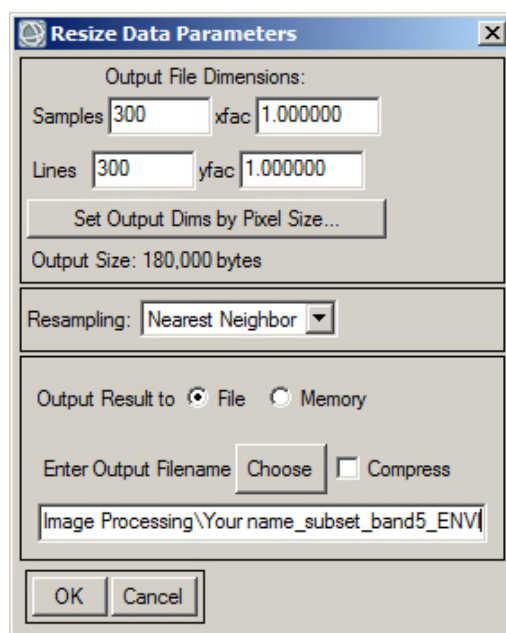 Resize Data Parameters
Output File Dimensions:
Samples 300 xfac 1.000000
Lines 300 yfac 1.000000
Set Output Dims by Pixel Size...
Output Size: 180,000 bytes
Resampling: Nearest Neighbor
Output Result to File Memory
Enter Output Filename Choose Compress
Image Processing\Your name_subset_band5_ENVI
OK Cancel